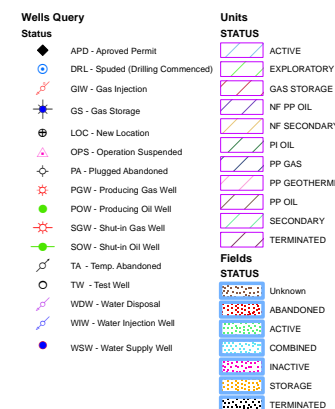 Wells Query
Status
APD - Aproved Permit
DRL - Spuded (Drilling Commenced)
GIW - Gas Injection
GS - Gas Storage
LOC - New Location
OPS - Operation Suspended
PA - Plugged Abandoned
PGW - Producing Gas Well
POW - Producing Oil Well
SGW - Shut-in Gas Well
SOW - Shut-in Oil Well
TA - Temp. Abandoned
TW - Test Well
WDW - Water Disposal
WIW - Water Injection Well
WSW - Water Supply Well
Units
STATUS
ACTIVE
EXPLORATORY
GAS STORAGE
NF PP OIL
NF SECONDARY
PI OIL
PP GAS
PP GEOTHERMI
PP OIL
SECONDARY
TERMINATED
Fields
STATUS
Unknown
ABANDONED
ACTIVE
COMBINED
INACTIVE
STORAGE
TERMINATED